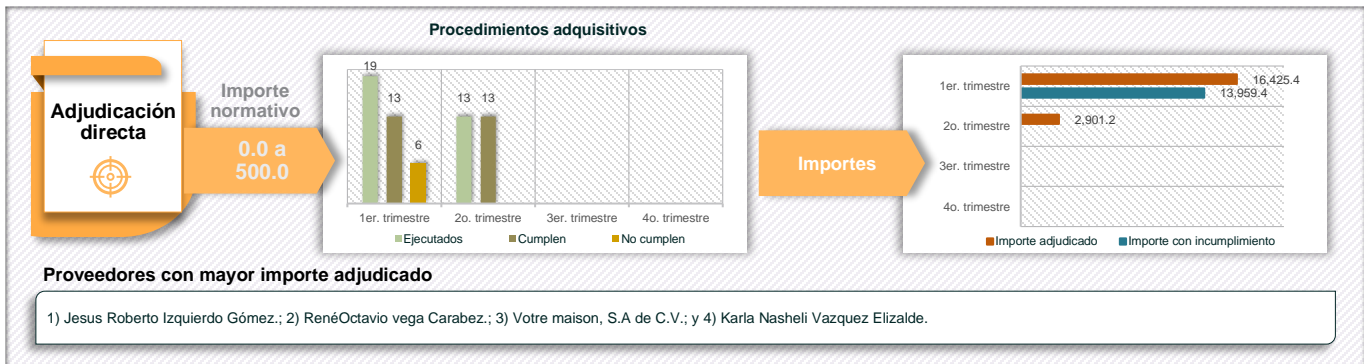 Procedimientos adquisitivos
Adjudicación
directa
Importe
normativo
0.0 a
500.0
19
13
6
13
13
1er. trimestre
2o. trimestre
3er. trimestre
4o. trimestre
Ejecutados
Cumplen
No cumplen
Importes
1er. trimestre
16,425.4
13,959.4
2o. trimestre
2,901.2
3er. trimestre
4o. trimestre
Importe adjudicado
Importe con incumplimiento
Proveedores con mayor importe adjudicado
1) Jesus Roberto Izquierdo Gómez.; 2) RenéOctavio vega Carabez.; 3) Votre maison, S.A de C.V.; y 4) Karla Nasheli Vazquez Elizalde.